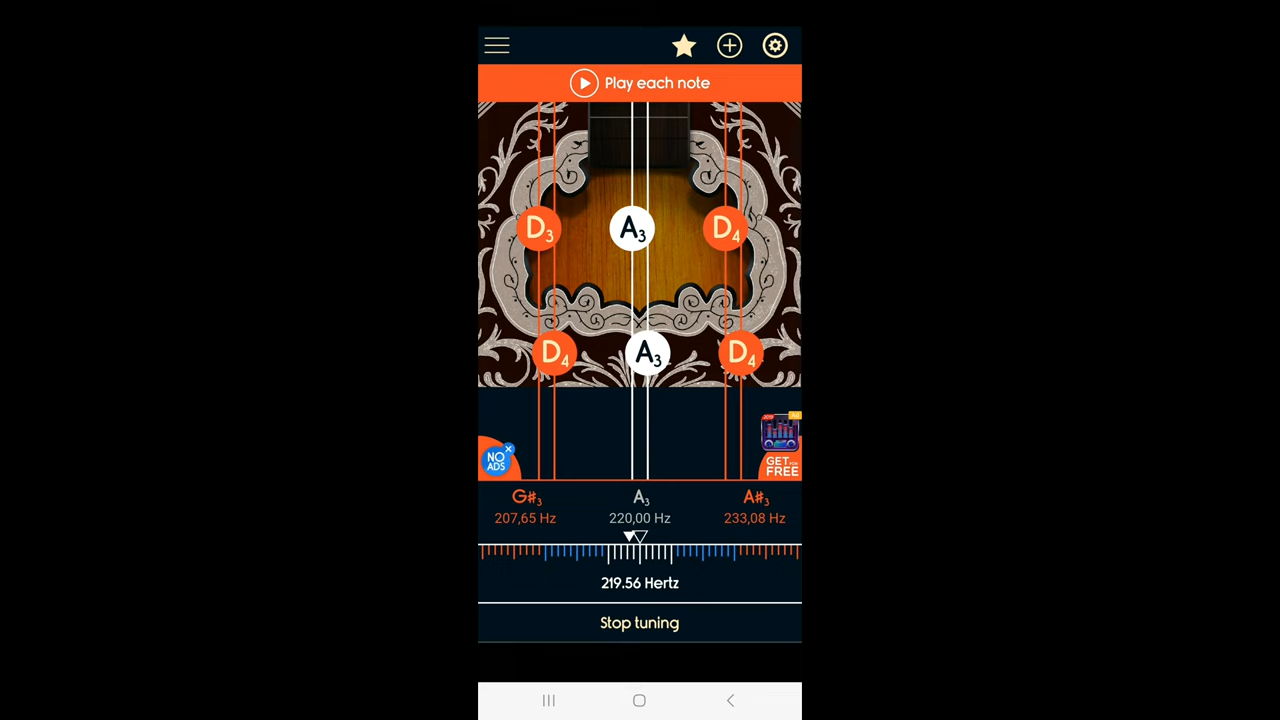 Play each note
D3 A3 D4
D4 A3 D4
NO
ADS
GET
FREE
G#3 A3 A#3
207,65 Hz 220,00 Hz 233,08 Hz
219.56 Hertz
Stop tuning